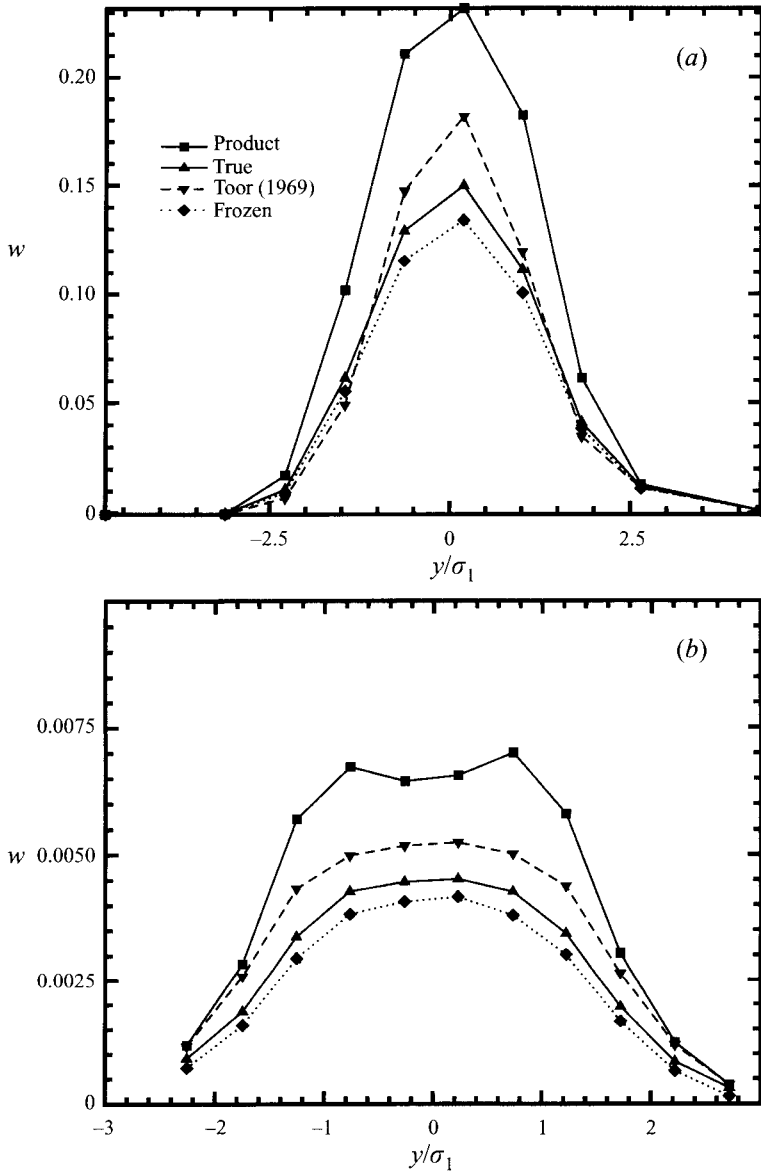 (a)
0.20
Product
True
Toor (1969)
Frozen
0.15
w
0.10
0.05
0
–2.5
0
2.5
y/σ1
(b)
0.0075
w
0.0050
0.0025
0
–3
–2
–1
0
1
2
y/σ1